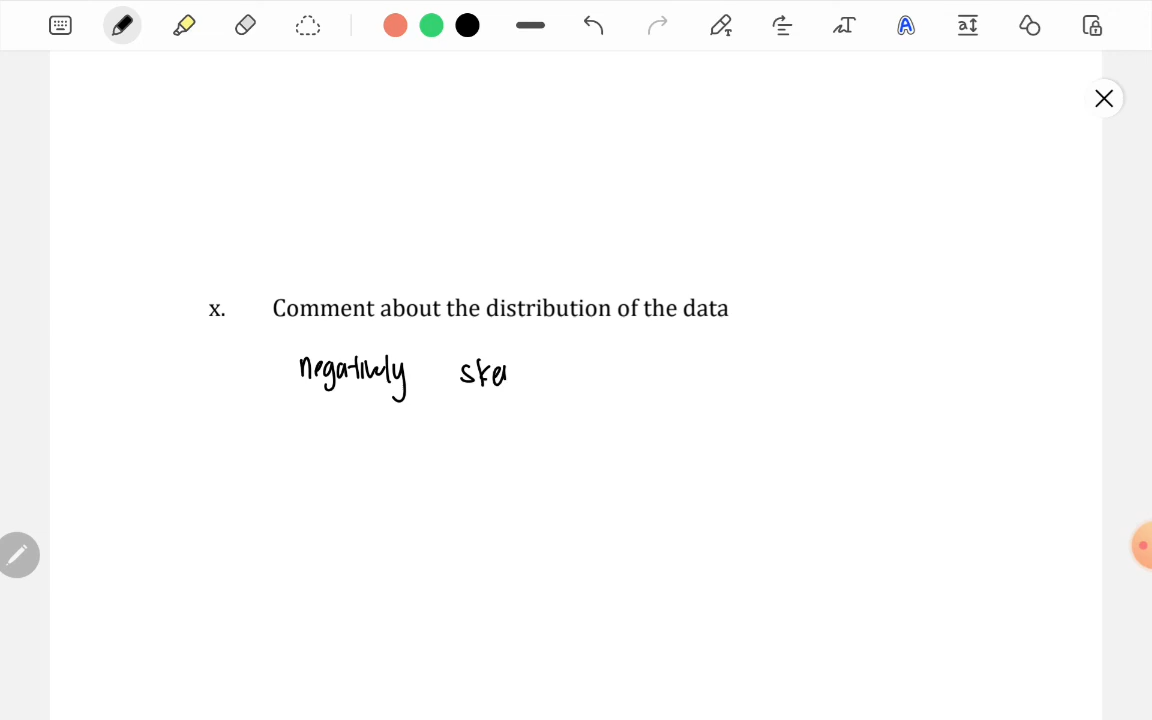 x. Comment about the distribution of the data
negatively ske